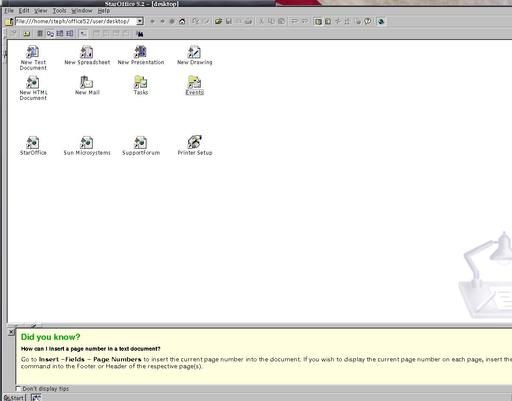 StarOffice 5.2 - [desktop]
File Edit View Tools Window Help
file:///home/steph/office52/user/desktop/
New Text Document New Spreadsheet New Presentation New Drawing
New HTML Document New Mail Tasks Events
StarOffice Sun Microsystems SupportForum Printer Setup
Did you know?
How can I insert a page number in a text document?
Go to Insert -Fields - Page Numbers to insert the current page number into the document. If you wish to display the current page number on each page, insert the
command into the Footer or Header of the respective page(s).
Don't display tips
Start